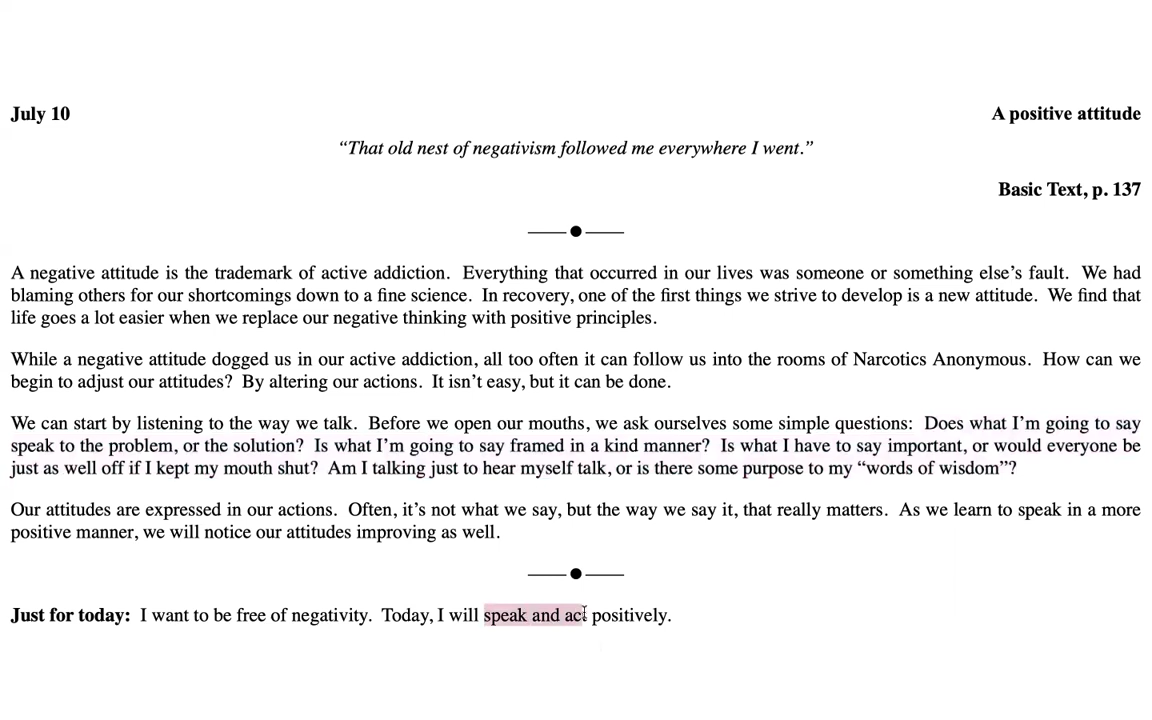 July 10
A positive attitude
“That old nest of negativism followed me everywhere I went.”
Basic Text, p. 137
A negative attitude is the trademark of active addiction. Everything that occurred in our lives was someone or something else’s fault. We had
blaming others for our shortcomings down to a fine science. In recovery, one of the first things we strive to develop is a new attitude. We find that
life goes a lot easier when we replace our negative thinking with positive principles.
While a negative attitude dogged us in our active addiction, all too often it can follow us into the rooms of Narcotics Anonymous. How can we
begin to adjust our attitudes? By altering our actions. It isn’t easy, but it can be done.
We can start by listening to the way we talk. Before we open our mouths, we ask ourselves some simple questions: Does what I’m going to say
speak to the problem, or the solution? Is what I’m going to say framed in a kind manner? Is what I have to say important, or would everyone be
just as well off if I kept my mouth shut? Am I talking just to hear myself talk, or is there some purpose to my “words of wisdom”?
Our attitudes are expressed in our actions. Often, it’s not what we say, but the way we say it, that really matters. As we learn to speak in a more
positive manner, we will notice our attitudes improving as well.
Just for today: I want to be free of negativity. Today, I will speak and act positively.